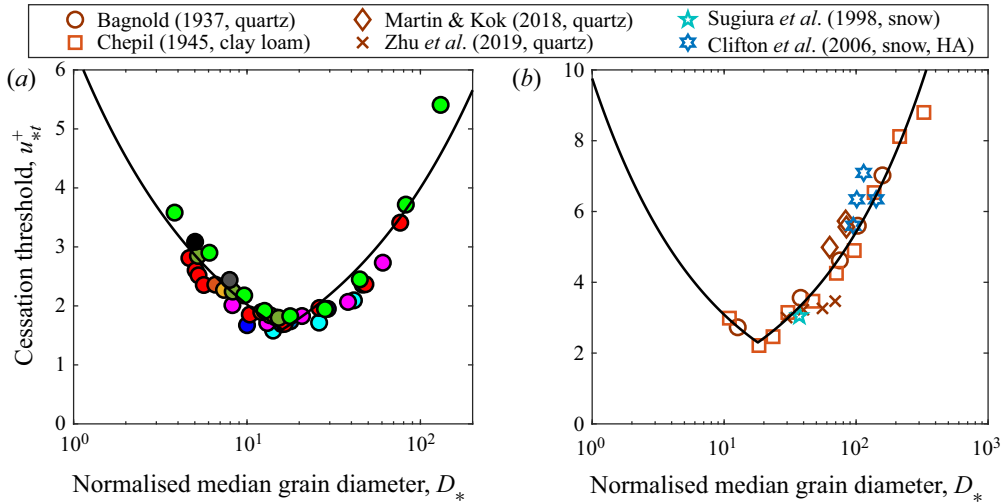 Bagnold (1937, quartz) Martin & Kok (2018, quartz) Sugiura et al. (1998, snow)
Chepil (1945, clay loam) Zhu et al. (2019, quartz) Clifton et al. (2006, snow, HA)
(a) (b)
Cessation threshold, u*t+
6
5
4
3
2
1
0
10^0 10^1 10^2
Normalised median grain diameter, D*
10
8
6
4
2
0
10^0 10^1 10^2 10^3
Normalised median grain diameter, D*